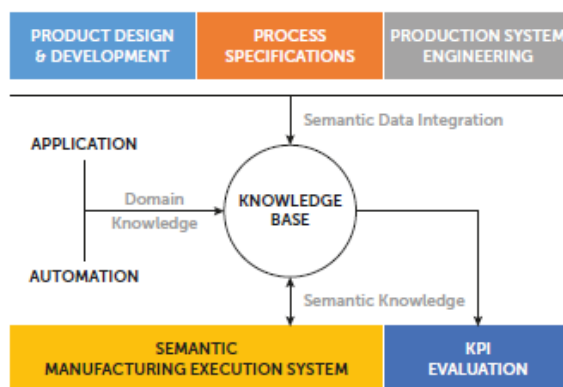 PRODUCT DESIGN
& DEVELOPMENT
PROCESS
SPECIFICATIONS
PRODUCTION SYSTEM
ENGINEERING
Semantic Data Integration
APPLICATION
Domain
Knowledge
KNOWLEDGE
BASE
AUTOMATION
Semantic Knowledge
SEMANTIC
MANUFACTURING EXECUTION SYSTEM
KPI
EVALUATION